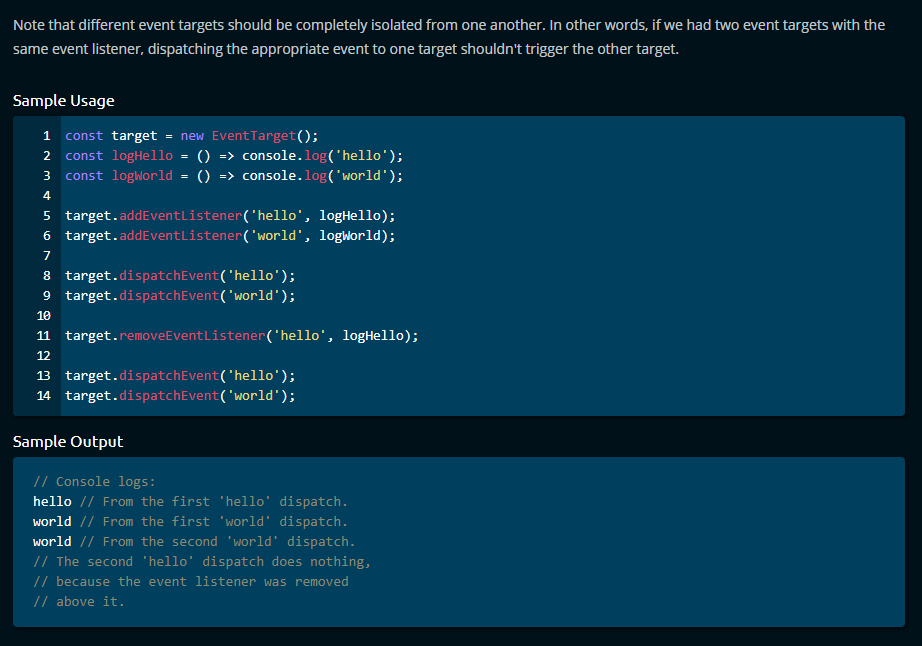 Note that different event targets should be completely isolated from one another. In other words, if we had two event targets with the
same event listener, dispatching the appropriate event to one target shouldn't trigger the other target.
Sample Usage
1 const target = new EventTarget();
2 const logHello = () => console.log('hello');
3 const logWorld = () => console.log('world');
4
5 target.addEventListener('hello', logHello);
6 target.addEventListener('world', logWorld);
7
8 target.dispatchEvent('hello');
9 target.dispatchEvent('world');
10
11 target.removeEventListener('hello', logHello);
12
13 target.dispatchEvent('hello');
14 target.dispatchEvent('world');
Sample Output
// Console logs:
hello // From the first 'hello' dispatch.
world // From the first 'world' dispatch.
world // From the second 'world' dispatch.
// The second 'hello' dispatch does nothing,
// because the event listener was removed
// above it.